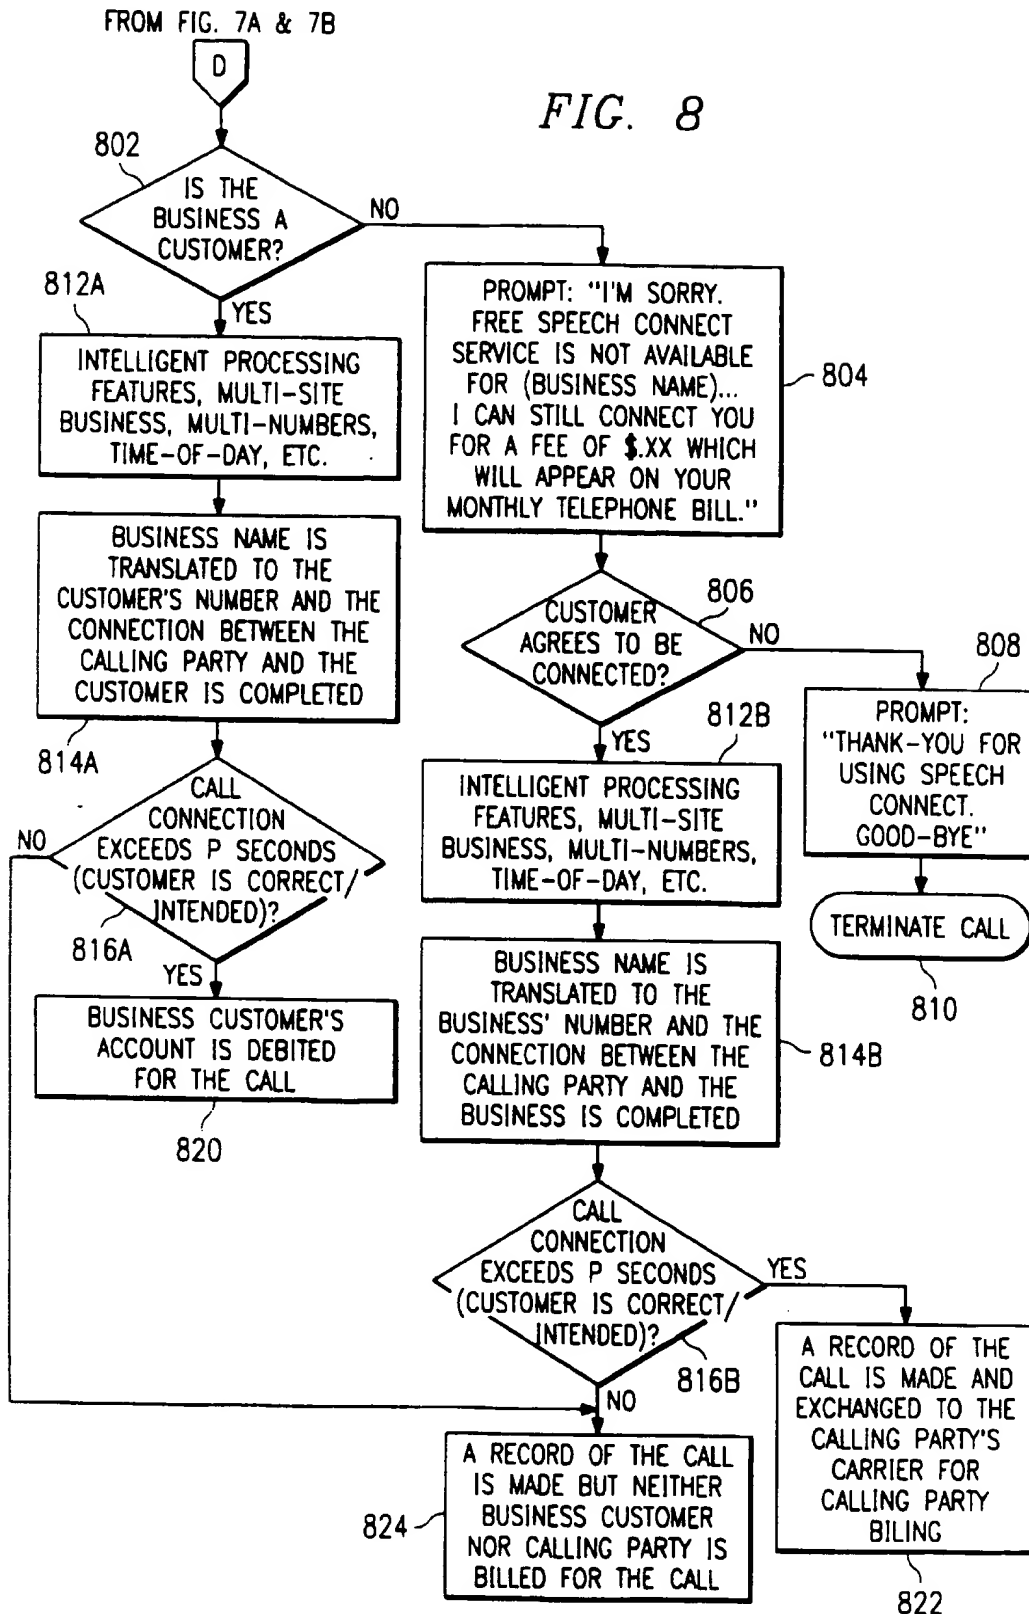 FROM FIG. 7A & 7B
D
FIG. 8
802
IS THE
BUSINESS A
CUSTOMER?
NO
YES
812A
INTELLIGENT PROCESSING
FEATURES, MULTI-SITE
BUSINESS, MULTI-NUMBERS,
TIME-OF-DAY, ETC.
PROMPT: "I'M SORRY.
FREE SPEECH CONNECT
SERVICE IS NOT AVAILABLE
FOR (BUSINESS NAME)...
I CAN STILL CONNECT YOU
FOR A FEE OF $.XX WHICH
WILL APPEAR ON YOUR
MONTHLY TELEPHONE BILL."
804
BUSINESS NAME IS
TRANSLATED TO THE
CUSTOMER'S NUMBER AND THE
CONNECTION BETWEEN THE
CALLING PARTY AND THE
CUSTOMER IS COMPLETED
814A
CUSTOMER
AGREES TO BE
CONNECTED?
806
NO
YES
808
PROMPT:
"THANK-YOU FOR
USING SPEECH
CONNECT.
GOOD-BYE"
TERMINATE CALL
810
CALL
CONNECTION
EXCEEDS P SECONDS
(CUSTOMER IS CORRECT/
INTENDED)?
NO
816A
YES
812B
INTELLIGENT PROCESSING
FEATURES, MULTI-SITE
BUSINESS, MULTI-NUMBERS,
TIME-OF-DAY, ETC.
BUSINESS CUSTOMER'S
ACCOUNT IS DEBITED
FOR THE CALL
820
BUSINESS NAME IS
TRANSLATED TO THE
BUSINESS' NUMBER AND THE
CONNECTION BETWEEN THE
CALLING PARTY AND THE
BUSINESS IS COMPLETED
814B
CALL
CONNECTION
EXCEEDS P SECONDS
(CUSTOMER IS CORRECT/
INTENDED)?
YES
816B
NO
A RECORD OF THE
CALL IS MADE AND
EXCHANGED TO THE
CALLING PARTY'S
CARRIER FOR
CALLING PARTY
BILING
822
A RECORD OF THE CALL
IS MADE BUT NEITHER
BUSINESS CUSTOMER
NOR CALLING PARTY IS
BILLED FOR THE CALL
824